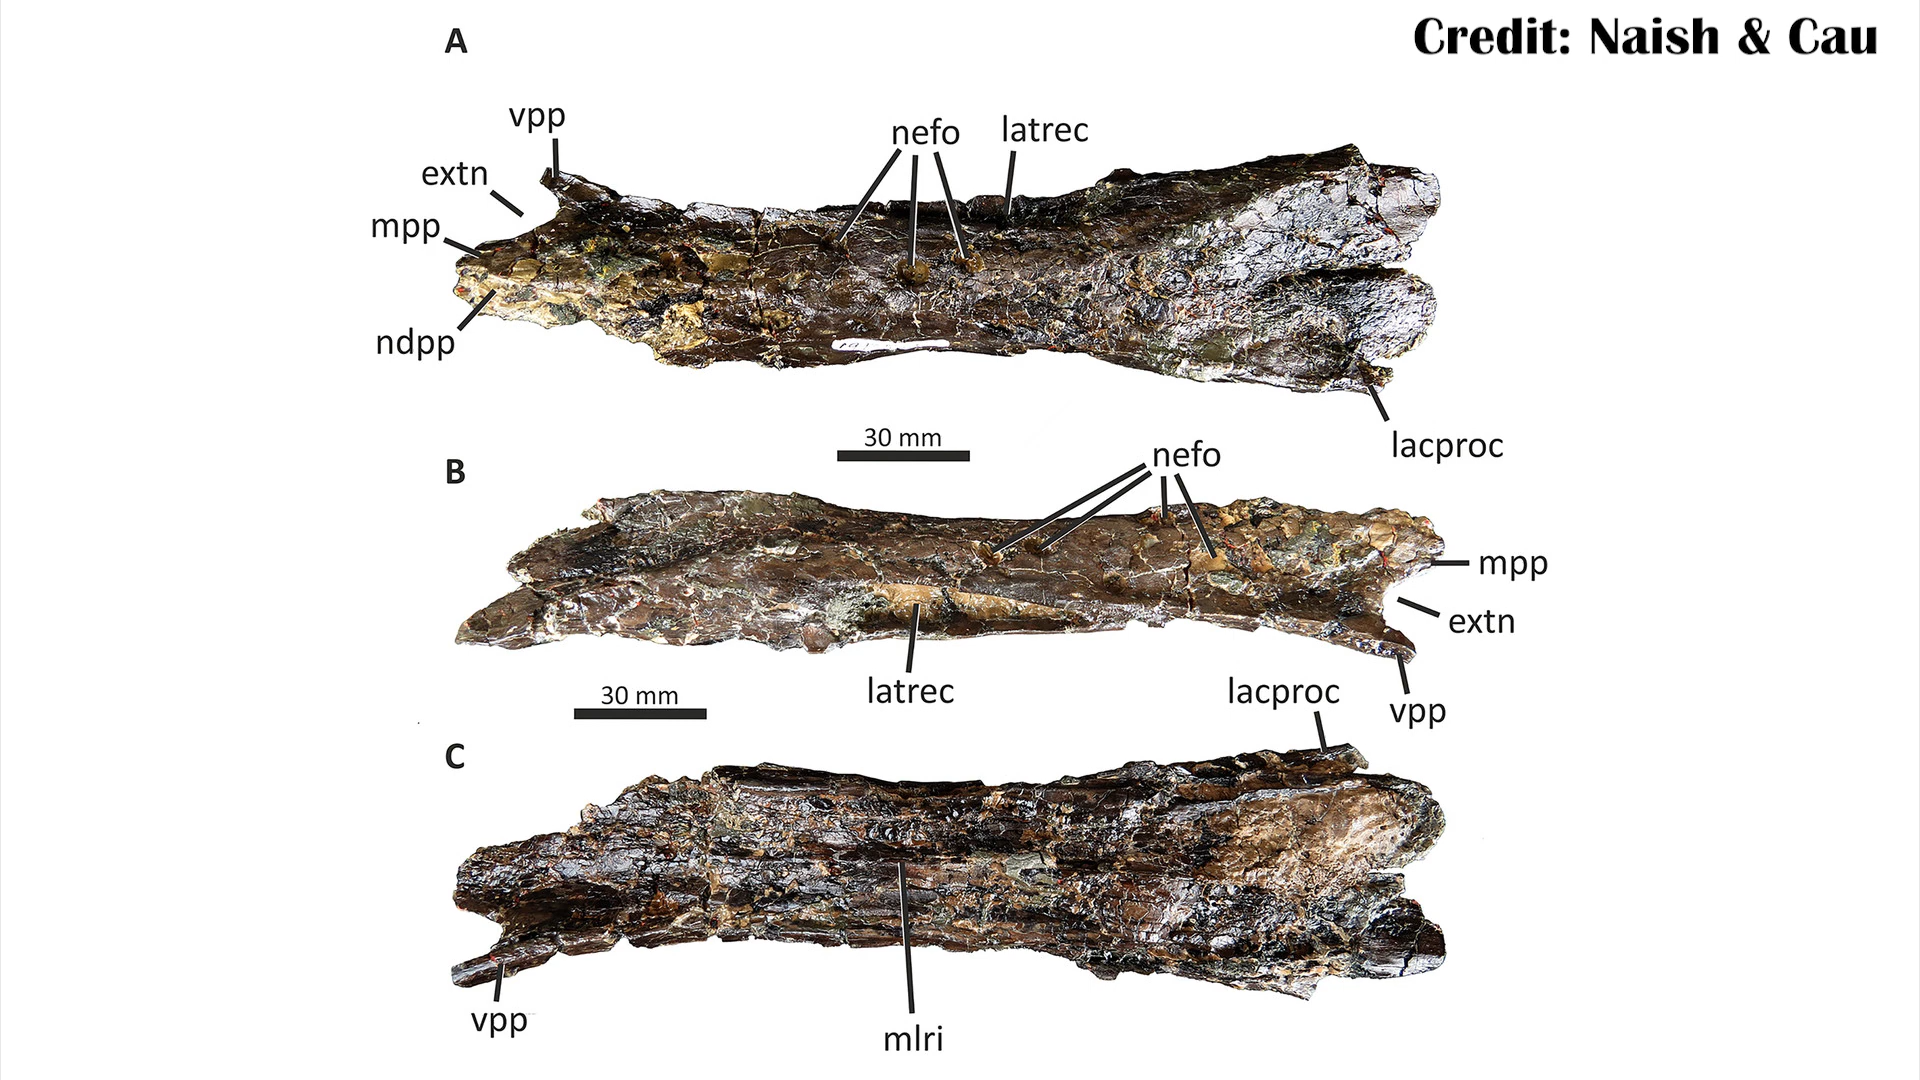 Credit: Naish & Cau
A
vpp
nefo
latrec
extn
mpp
ndpp
lacproc
30 mm
B
nefo
mpp
extn
latrec
vpp
30 mm
lacproc
C
vpp
mlri